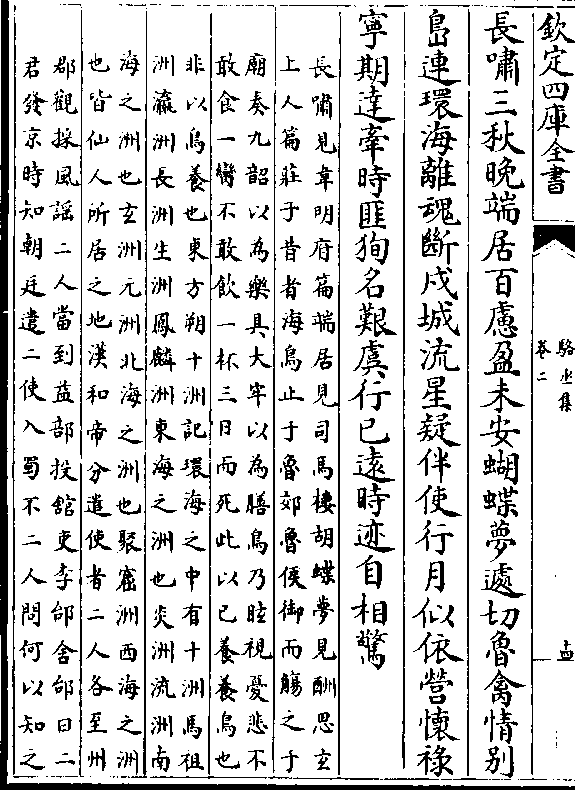 欽定四庫全書
駱丞集
卷二
長嘯三秋晚端居百慮盈未安蝴蝶夢遽切魯禽情别
島連環海離魂斷戍城流星疑伴使行月似依營懷祿
寧期達牽時匪狥名艱虞行已逺時迹自相驚
長嘯見韋明府篇端居見司馬棲胡蝶夢見酬思玄
上人篇莊子昔者海鳥止于魯郊魯侯御而觴之于
廟奏九韶以為樂具大牢以為膳鳥乃眩視憂悲不
敢食一臠不敢飲一杯三日而死此以已養養鳥也
非以鳥養也東方朔十洲記環海之中有十洲馬祖
洲瀛洲長洲生洲鳳麟洲東海之洲也炎洲流洲南
海之洲也玄洲元洲北海之洲也聚窟洲西海之洲
也皆仙人所居之地漢和帝分遣使者二人各至州
郡觀採風謡二人當到益部投舘吏李郃舍郃曰二
君發京時知朝廷遣二使入蜀不二人問何以知之